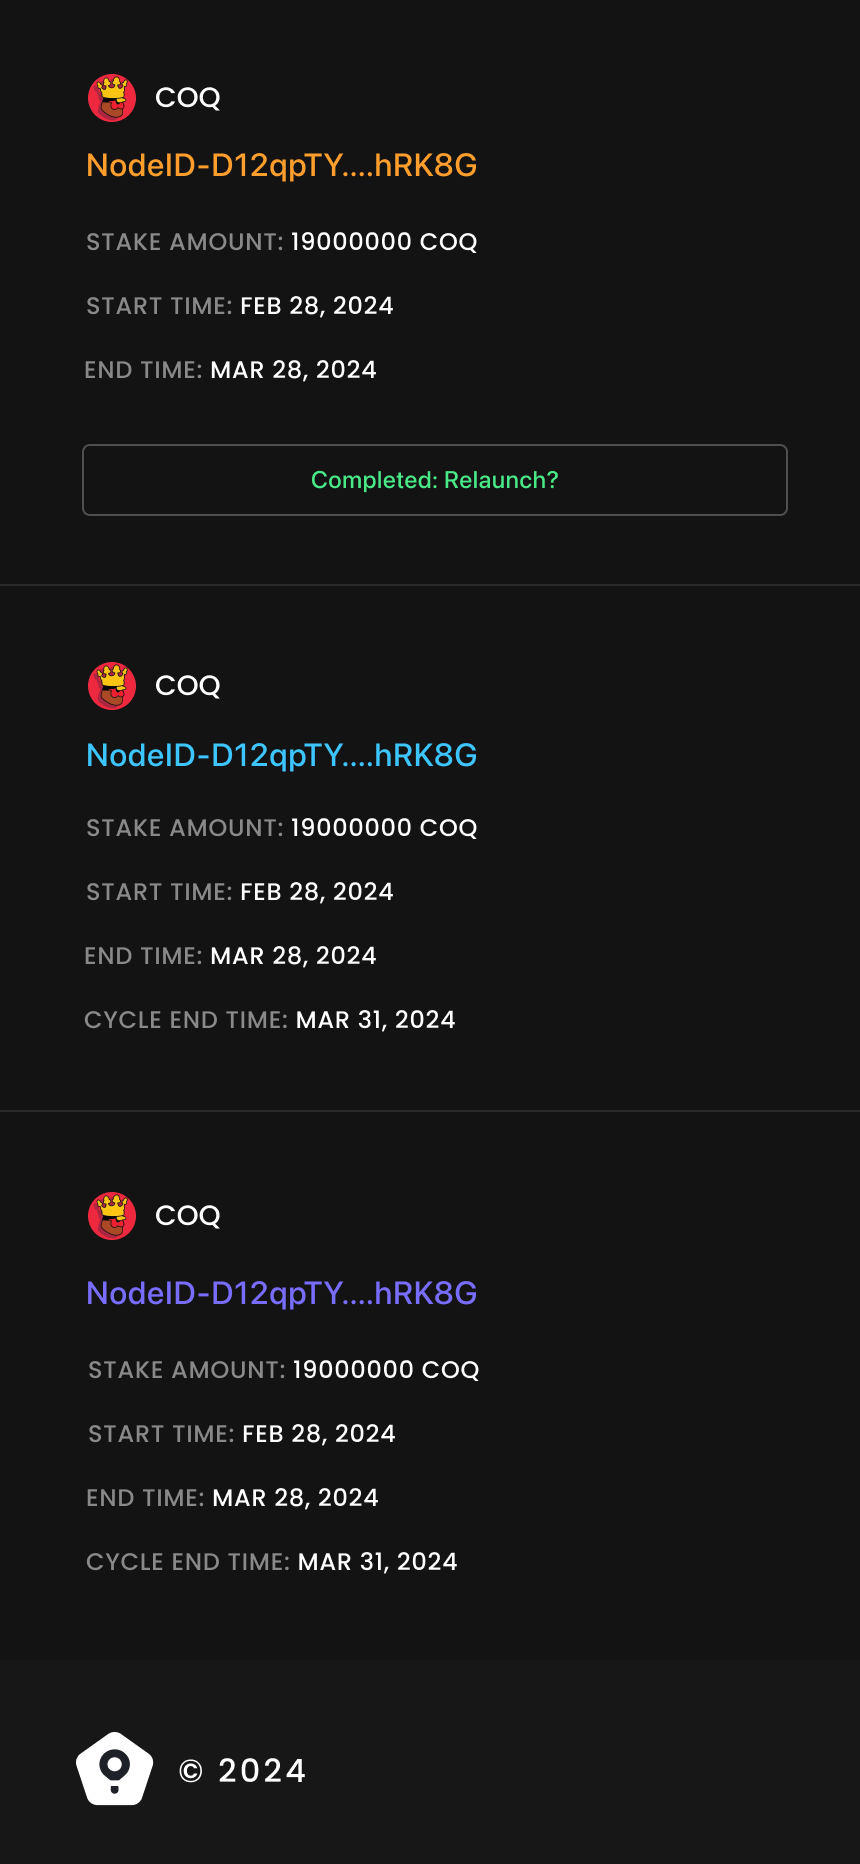 COQ
NodeID-D12qpTY....hRK8G
STAKE AMOUNT: 19000000 COQ
START TIME: FEB 28, 2024
END TIME: MAR 28, 2024
Completed: Relaunch?
COQ
NodeID-D12qpTY....hRK8G
STAKE AMOUNT: 19000000 COQ
START TIME: FEB 28, 2024
END TIME: MAR 28, 2024
CYCLE END TIME: MAR 31, 2024
COQ
NodeID-D12qpTY....hRK8G
STAKE AMOUNT: 19000000 COQ
START TIME: FEB 28, 2024
END TIME: MAR 28, 2024
CYCLE END TIME: MAR 31, 2024
© 2024